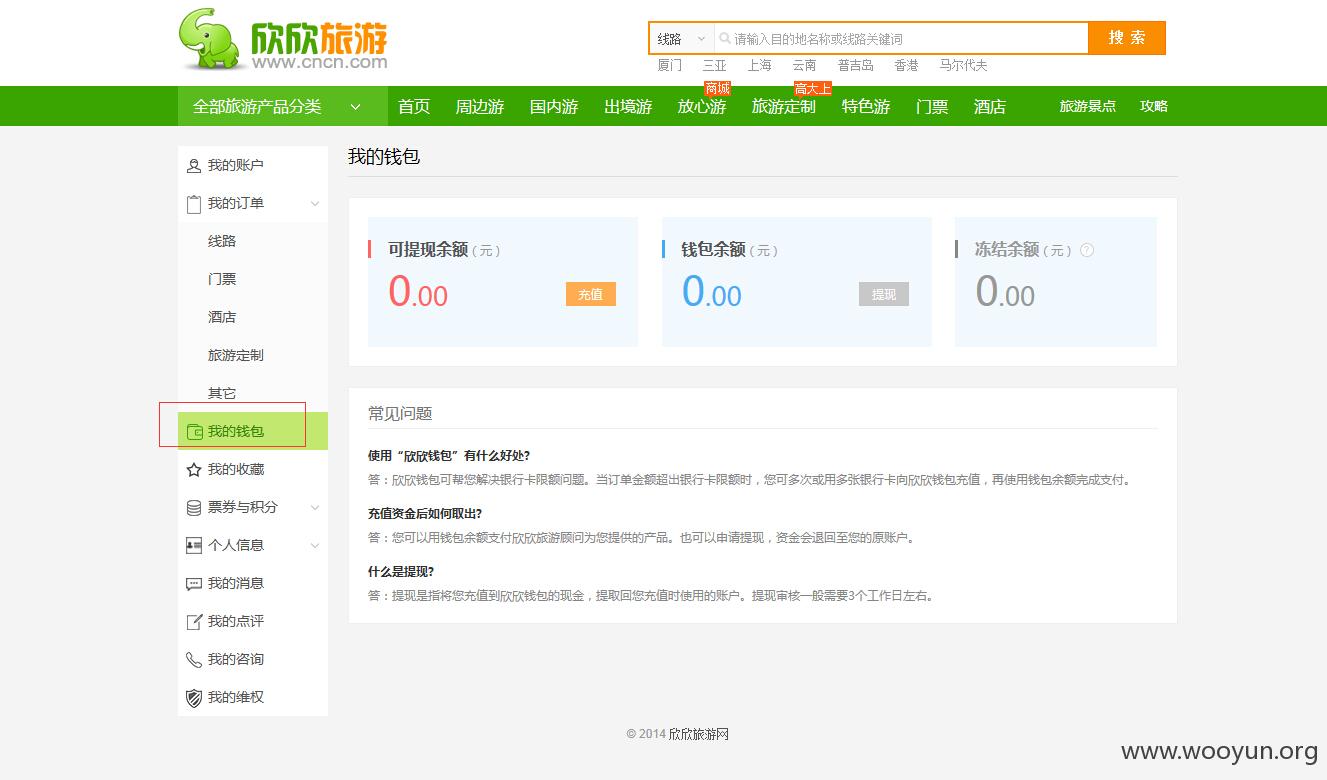 欣欣旅游
www.cncn.com
线路 请输入目的地名称或线路关键词 搜 索
厦门 三亚 上海 云南 普吉岛 香港 马尔代夫
商城 高大上
全部旅游产品分类 首页 周边游 国内游 出境游 放心游 旅游定制 特色游 门票 酒店 旅游景点 攻略
我的账户
我的订单
线路
门票
酒店
旅游定制
其它
我的钱包
我的收藏
票券与积分
个人信息
我的消息
我的点评
我的咨询
我的维权
我的钱包
可提现余额 ( 元 )
0.00 充值
钱包余额 ( 元 )
0.00 提现
冻结余额 ( 元 ) ?
0.00
常见问题
使用“欣欣钱包”有什么好处?
答：欣欣钱包可帮您解决银行卡限额问题。当订单金额超出银行卡限额时，您可多次或用多张银行卡向欣欣钱包充值，再使用钱包余额完成支付。
充值资金后如何取出?
答：您可以用钱包余额支付欣欣旅游顾问为您提供的产品。也可以申请提现，资金会退回至您的原账户。
什么是提现?
答：提现是指将您充值到欣欣钱包的现金，提取回您充值时使用的账户。提现审核一般需要3个工作日左右。
© 2014 欣欣旅游网
www.wooyun.org